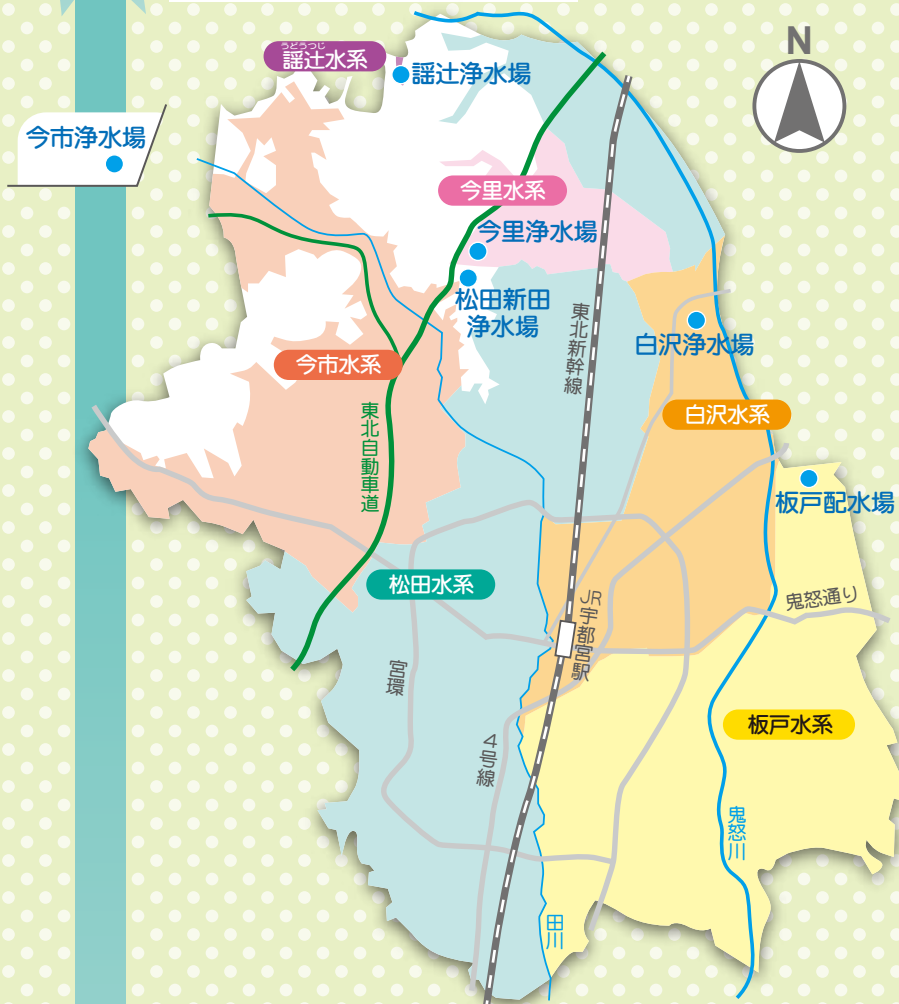 うどうつじ
謡辻水系
謡辻浄水場
N
今市浄水場
今里水系
今里浄水場
松田新田
浄水場
東北新幹線
白沢浄水場
今市水系
白沢水系
東北自動車道
板戸配水場
松田水系
JR宇都宮駅
鬼怒通り
宮環
板戸水系
4号線
鬼怒川
田川